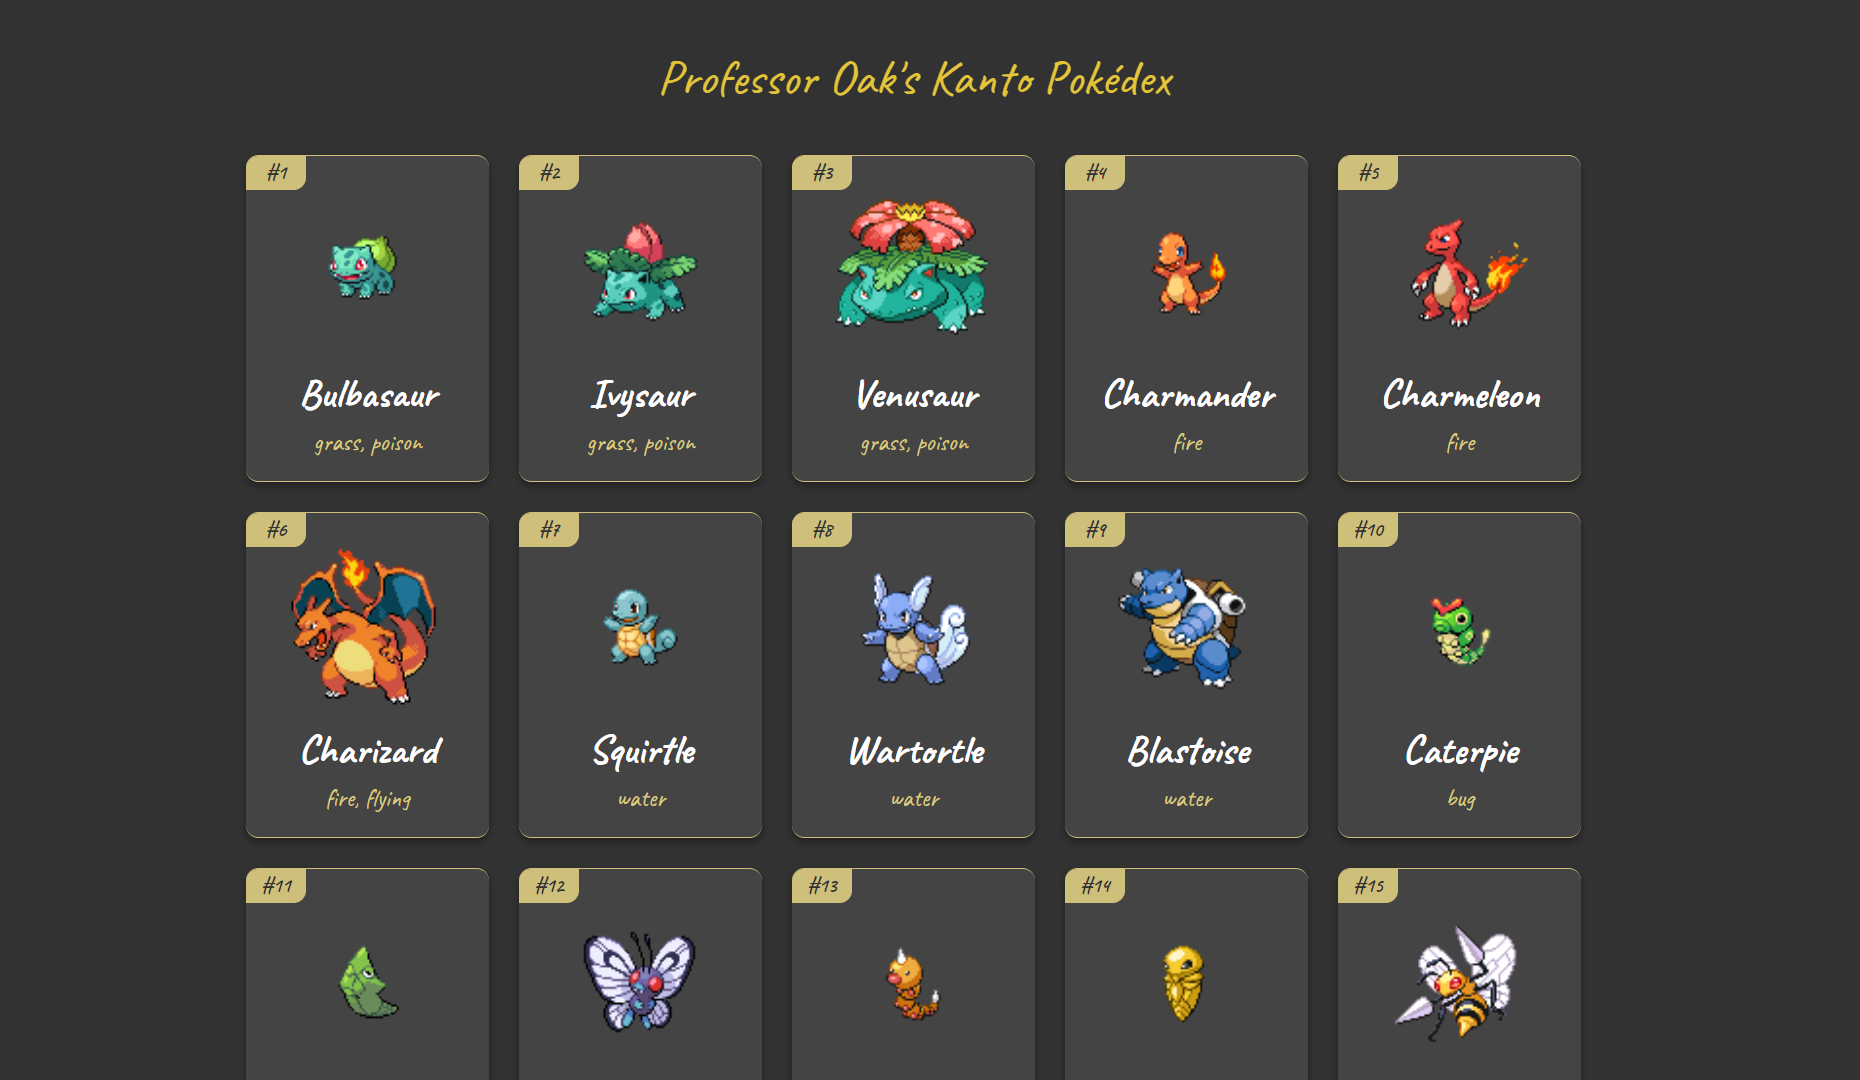 Professor Oak's Kanto Pokédex
#1
Bulbasaur
grass, poison
#2
Ivysaur
grass, poison
#3
Venusaur
grass, poison
#4
Charmander
fire
#5
Charmeleon
fire
#6
Charizard
fire, flying
#7
Squirtle
water
#8
Wartortle
water
#9
Blastoise
water
#10
Caterpie
bug
#11
#12
#13
#14
#15